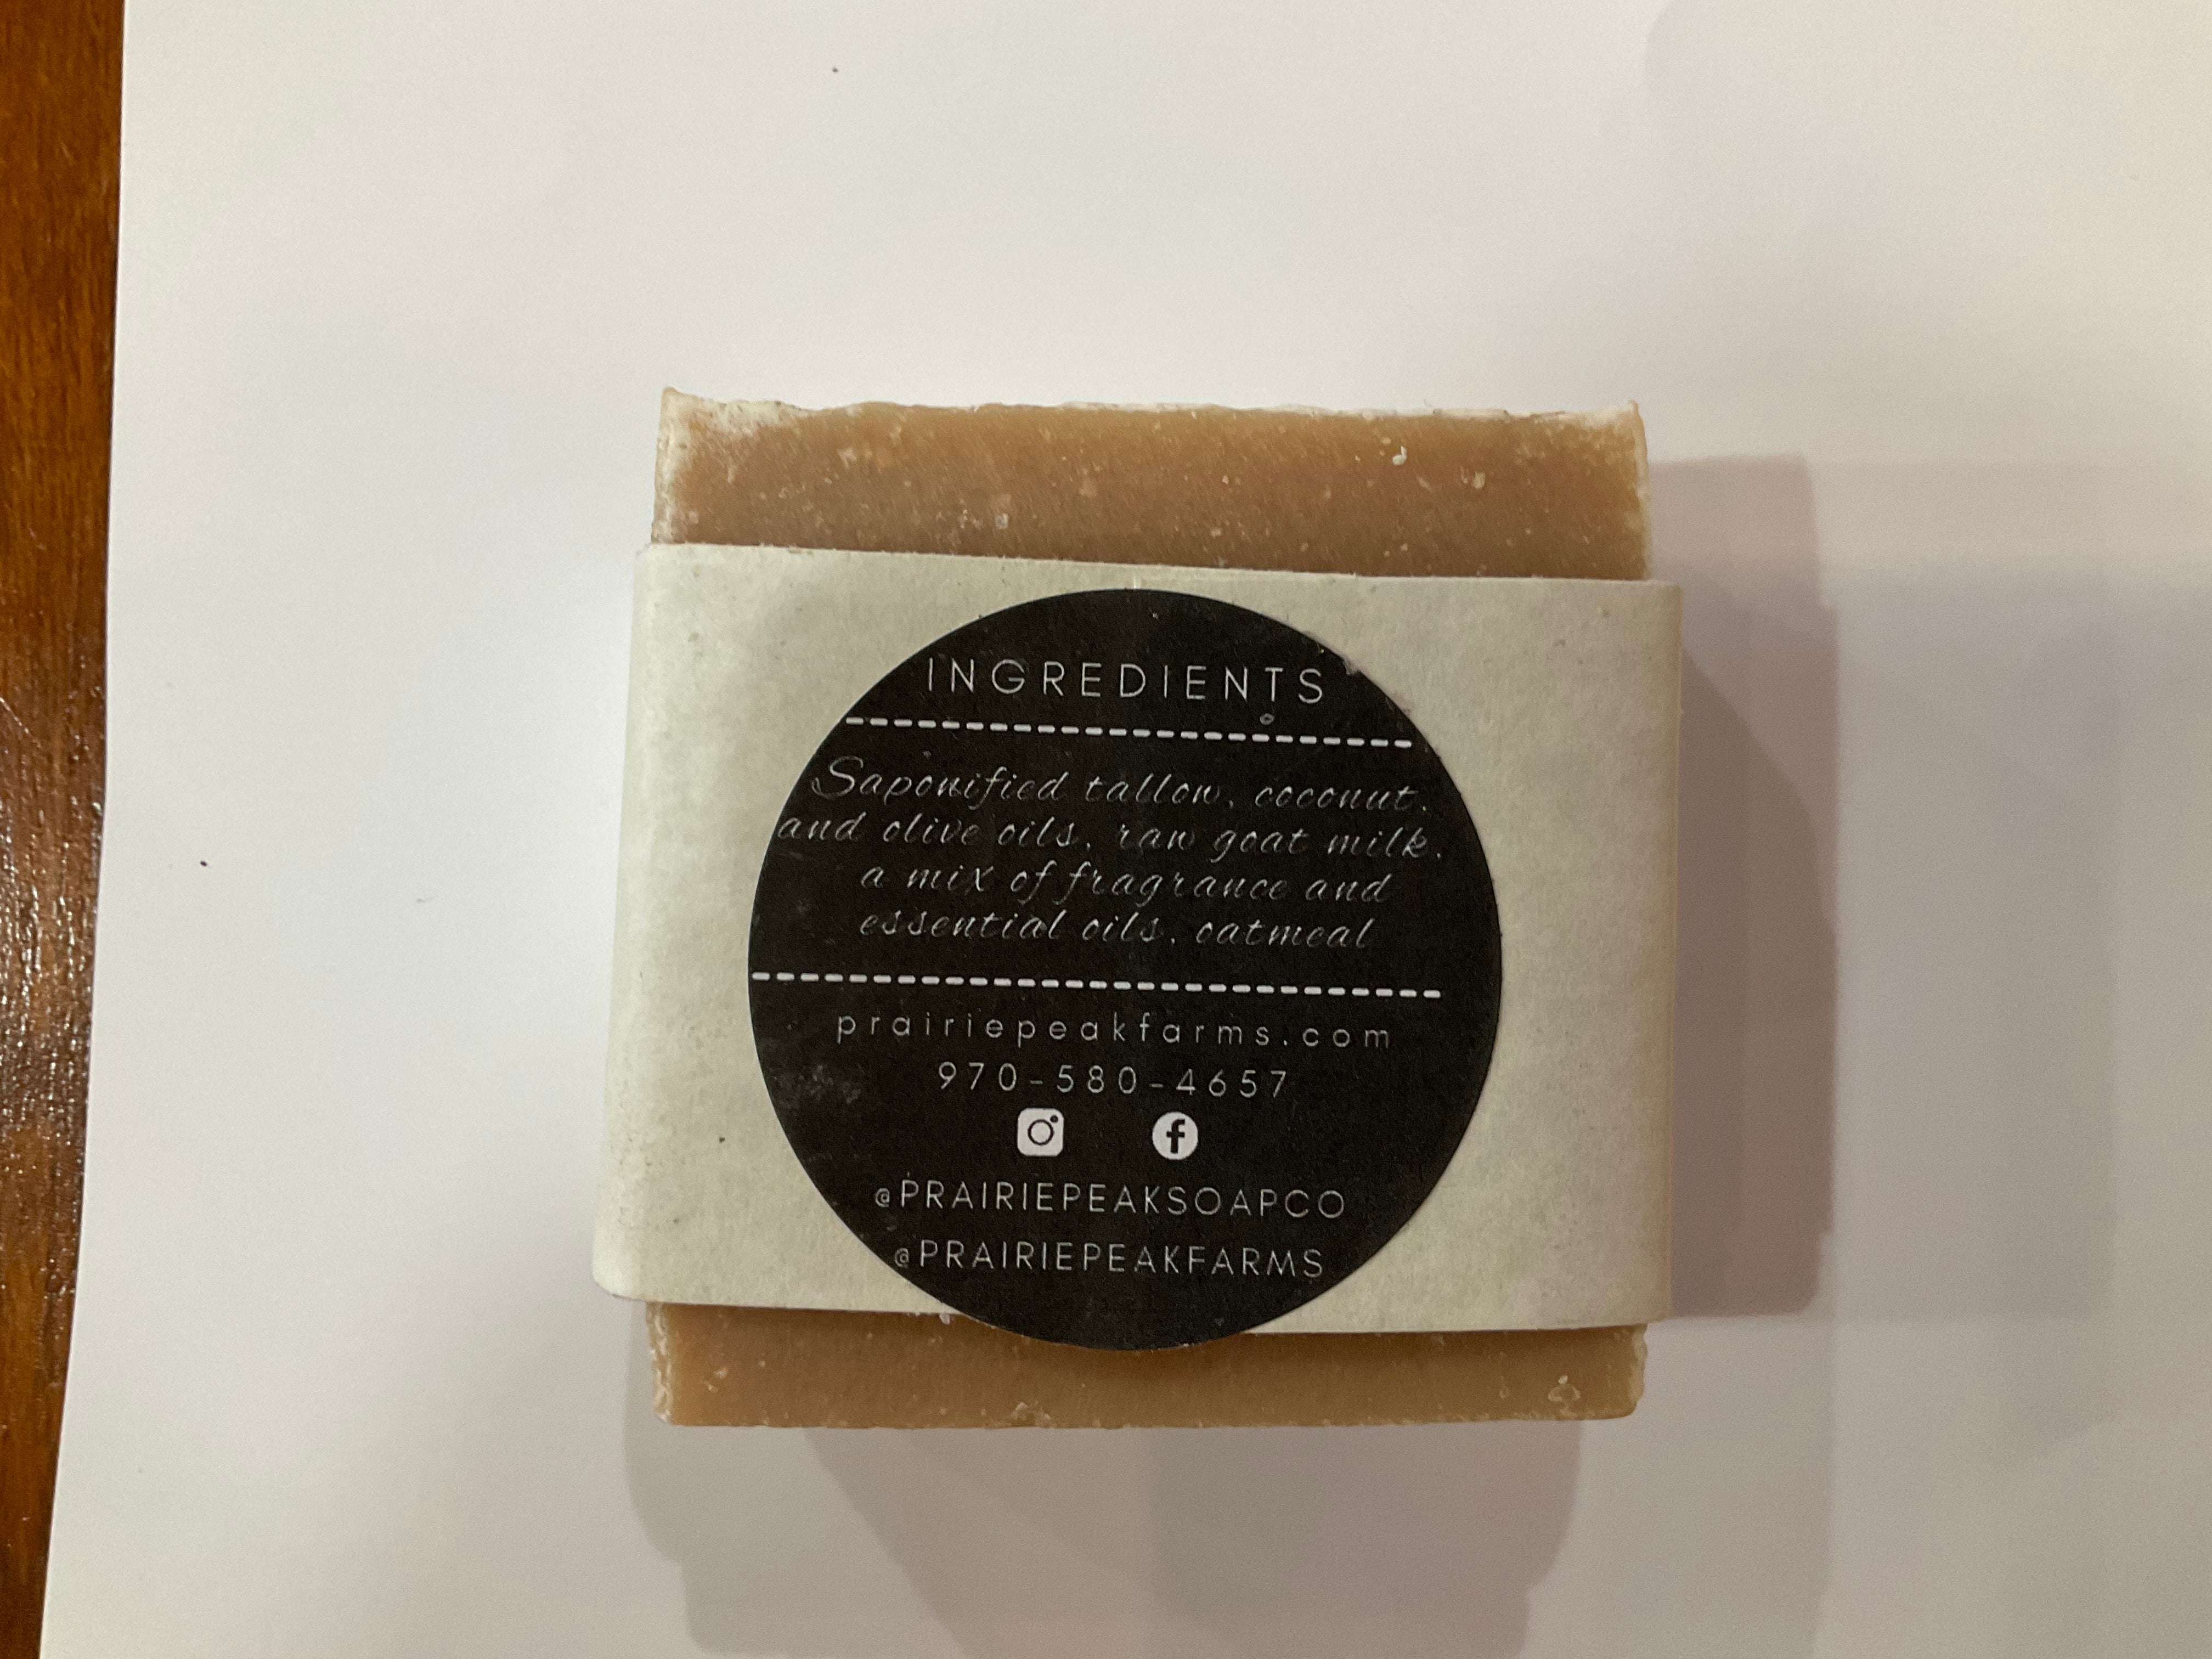 INGREDIENTS
Saponified tallow, coconut,
and olive oils, raw goat milk,
a mix of fragrance and
essential oils, oatmeal
prairiepeakfarms.com
970-580-4657
@PRAIRIEPEAKSOAPCO
@PRAIRIEPEAKFARMS